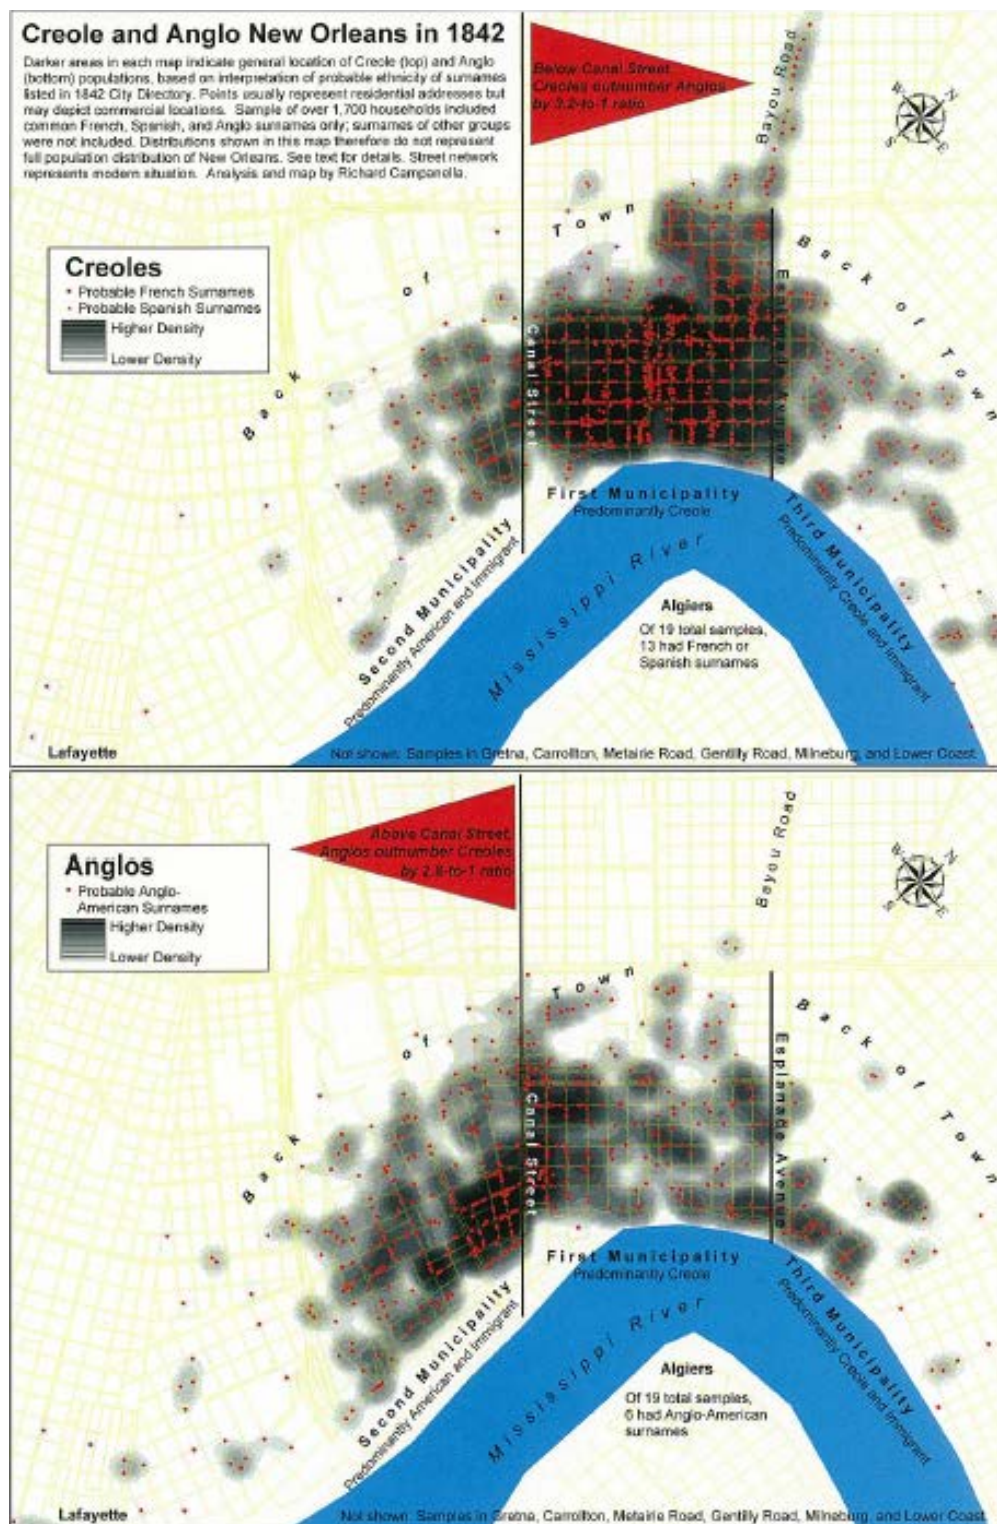 Creole and Anglo New Orleans in 1842
Darker areas in each map indicate general location of Creole (top) and Anglo
(bottom) populations, based on interpretation of probable ethnicity of surnames
listed in 1842 City Directory. Points usually represent residential addresses but
may depict commercial locations. Sample of over 1,700 households included
common French, Spanish, and Anglo surnames only; surnames of other groups
were not included. Distributions shown in this map therefore do not represent
full population distribution of New Orleans. See text for details. Street network
represents modern situation. Analysis and map by Richard Campanella.
Below Canal Street,
Creoles outnumber Anglos
by 3.2-to-1 ratio
Bayou Road
W N
S E
Creoles
Probable French Surnames
Probable Spanish Surnames
Higher Density
Lower Density
Back of Town
Back of Town
Canal Street
Esplanade Avenue
First Municipality
Predominantly Creole
Second Municipality
Predominantly American and Immigrant
Third Municipality
Predominantly Creole and Immigrant
Mississippi River
Algiers
Of 19 total samples,
13 had French or
Spanish surnames
Lafayette
Not shown: Samples in Gretna, Carrollton, Metairie Road, Gentilly Road, Milneburg, and Lower Coast
Above Canal Street,
Anglos outnumber Creoles
by 2.8-to-1 ratio
Bayou Road
W N
S E
Anglos
Probable Anglo-
American Surnames
Higher Density
Lower Density
Back of Town
Back of Town
Canal Street
Esplanade Avenue
First Municipality
Predominantly Creole
Second Municipality
Predominantly American and Immigrant
Third Municipality
Predominantly Creole and Immigrant
Mississippi River
Algiers
Of 19 total samples,
6 had Anglo-American
surnames
Lafayette
Not shown: Samples in Gretna, Carrollton, Metairie Road, Gentilly Road, Milneburg, and Lower Coast